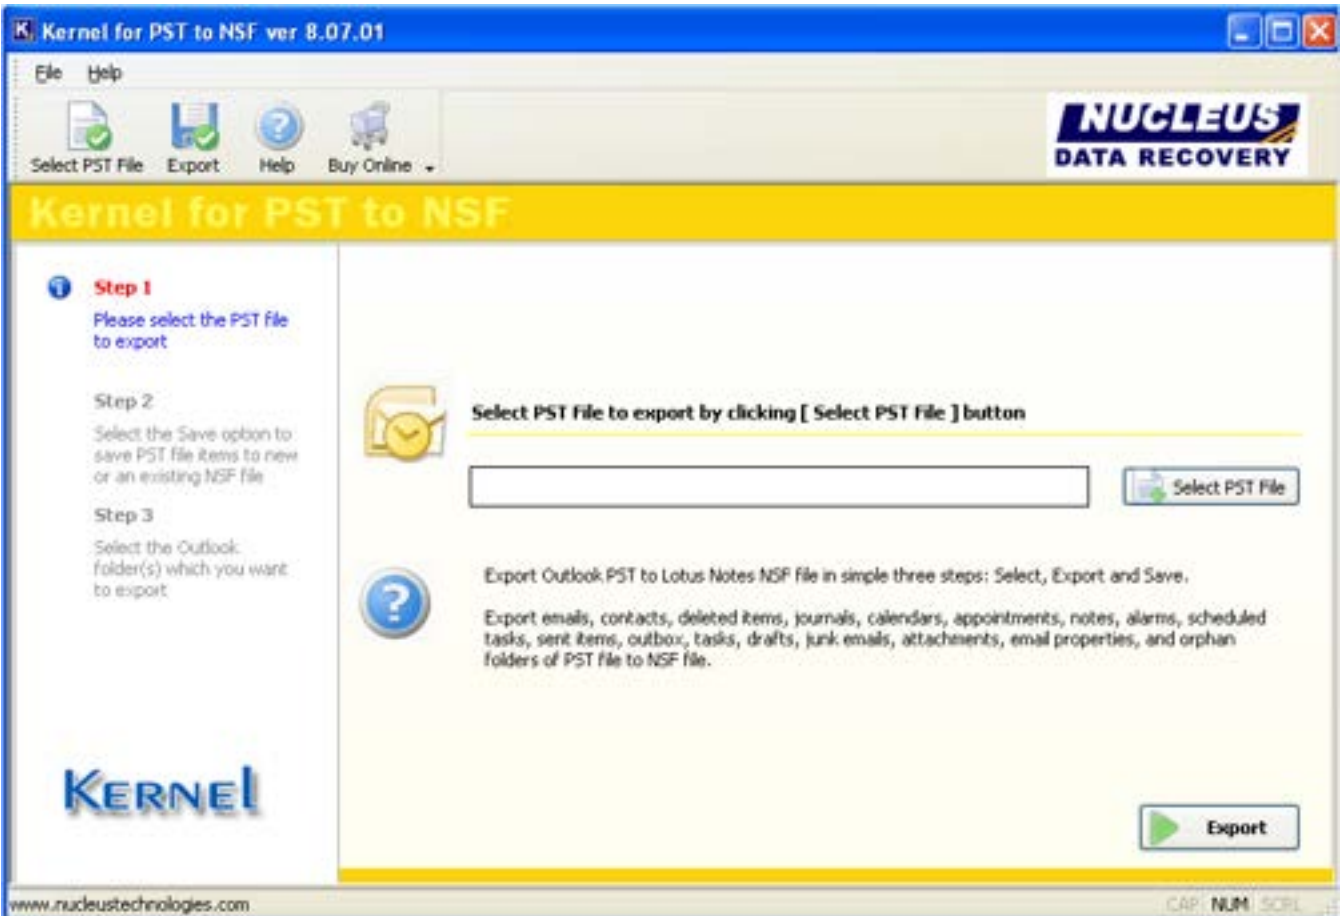 Kernel for PST to NSF ver 8.07.01
File Help
Select PST File Export Help Buy Online
NUCLEUS
DATA RECOVERY
Kernel for PST to NSF
Step 1
Please select the PST file
to export
Step 2
Select the Save option to
save PST file items to new
or an existing NSF file
Step 3
Select the Outlook
folder(s) which you want
to export
KERNEL
Select PST File to export by clicking [ Select PST File ] button
Select PST File
Export Outlook PST to Lotus Notes NSF file in simple three steps: Select, Export and Save.
Export emails, contacts, deleted items, journals, calendars, appointments, notes, alarms, scheduled
tasks, sent items, outbox, tasks, drafts, junk emails, attachments, email properties, and orphan
folders of PST file to NSF file.
Export
www.nucleustechnologies.com
CAP NUM SCRL